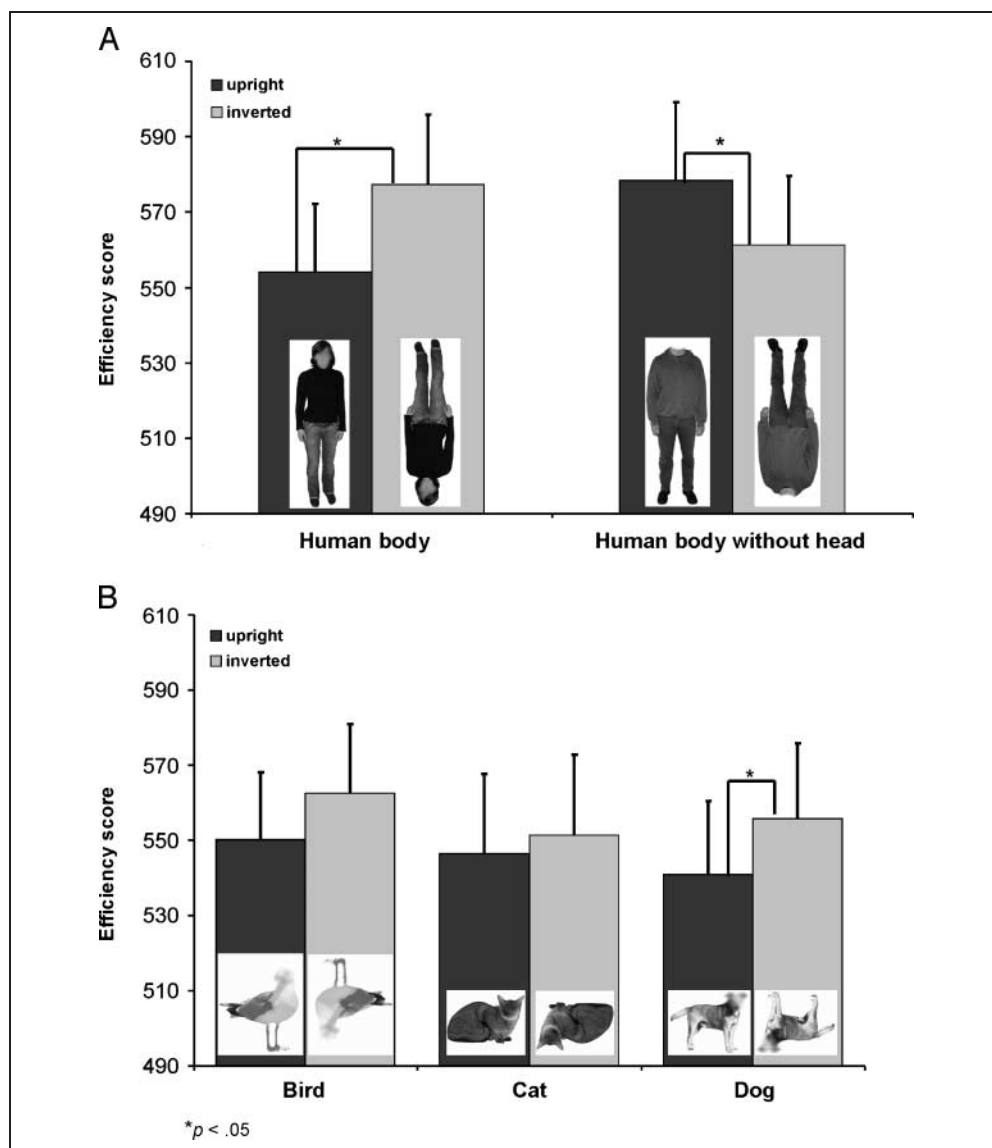 A
610
590
570
550
530
510
490
Efficiency score
upright
inverted
*
*
Human body
Human body without head
B
610
590
570
550
530
510
490
Efficiency score
upright
inverted
*
Bird
Cat
Dog
*p < .05